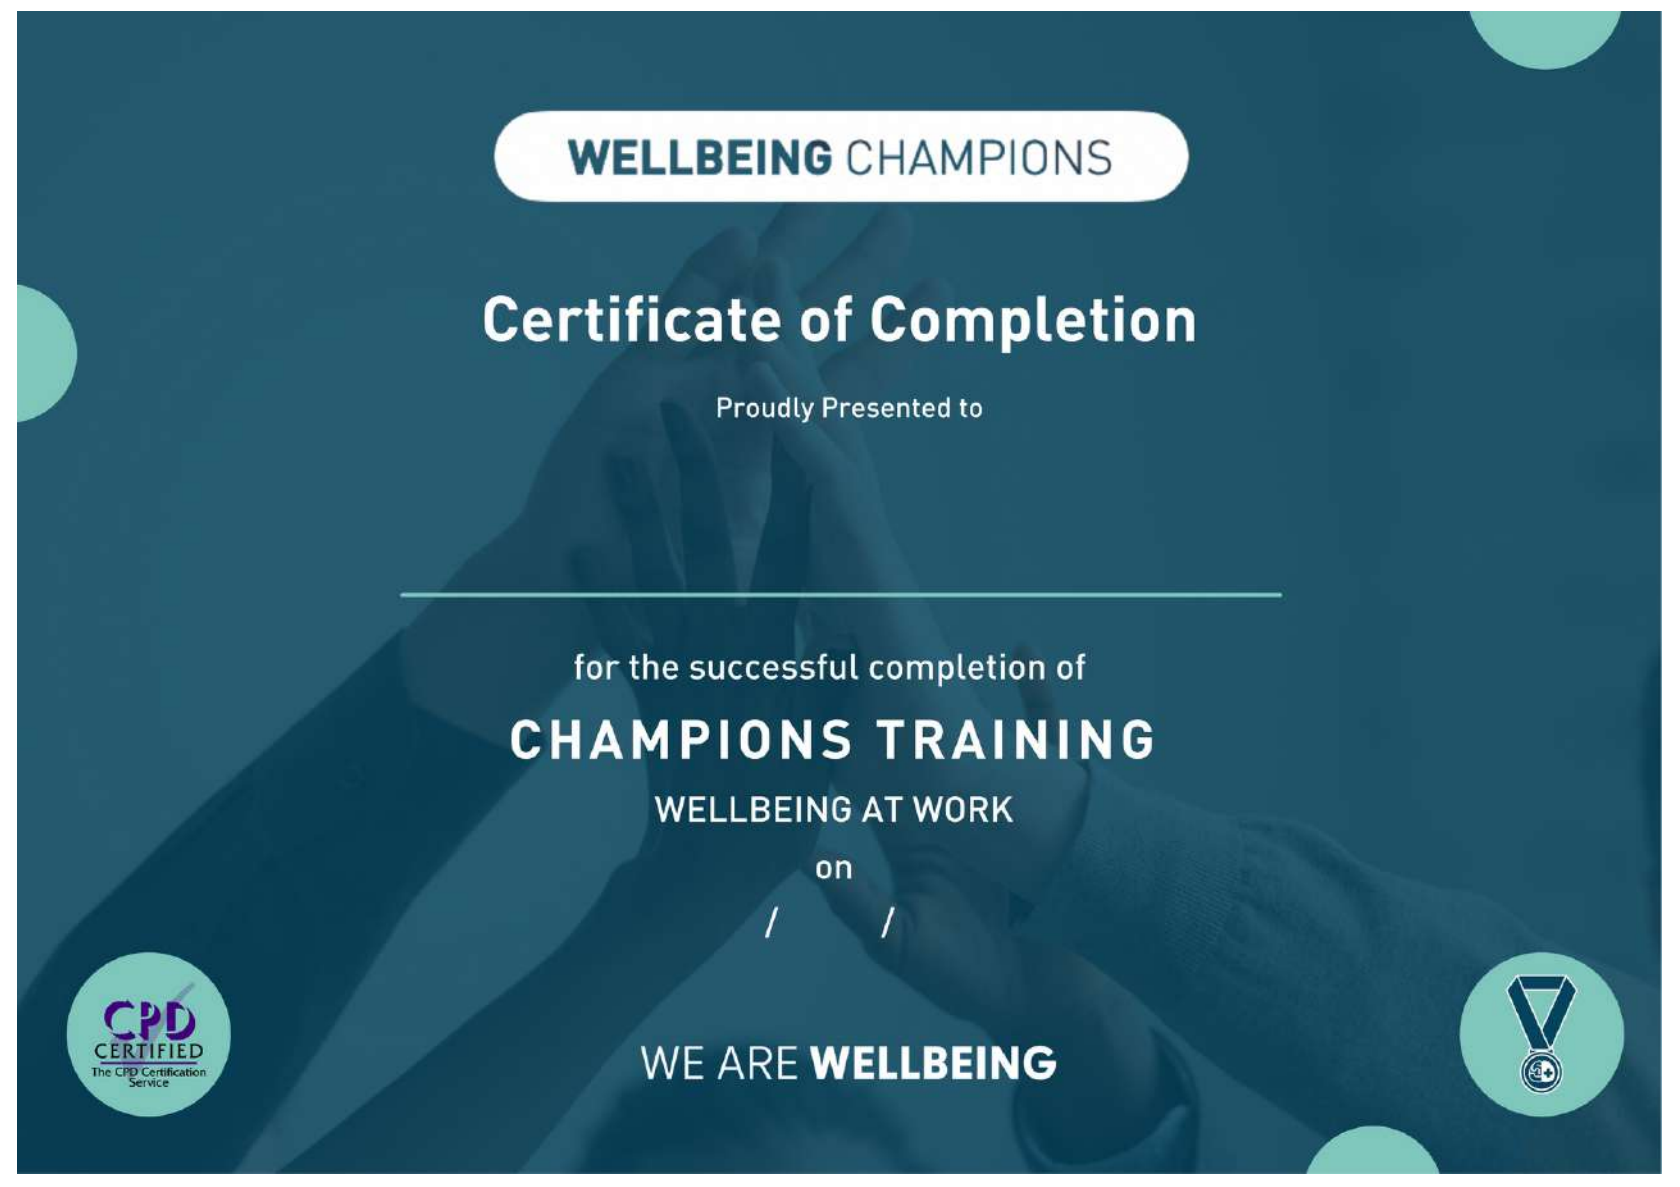 WELLBEING CHAMPIONS
Certificate of Completion
Proudly Presented to
for the successful completion of
CHAMPIONS TRAINING
WELLBEING AT WORK
on
/ /
CPD
CERTIFIED
The CPD Certification
Service
WE ARE WELLBEING